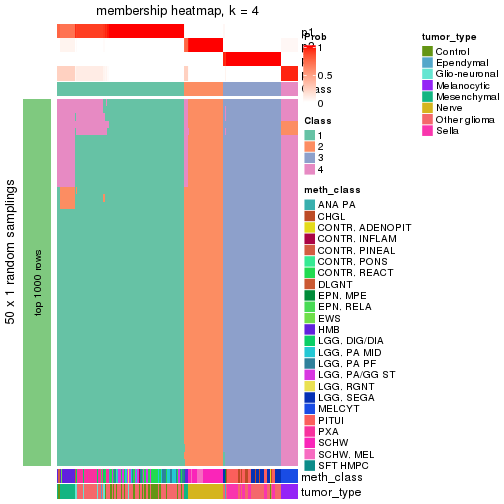 membership heatmap, k = 4
50 x 1 random samplings
top 1000 rows
p1
Prob
1
0.5
0
Class
1
2
3
4
meth_class
ANA PA
CHGL
CONTR. ADENOPIT
CONTR. INFLAM
CONTR. PINEAL
CONTR. PONS
CONTR. REACT
DLGNT
EPN. MPE
EPN. RELA
EWS
HMB
LGG. DIG/DIA
LGG. PA MID
LGG. PA PF
LGG. PA/GG ST
LGG. RGNT
LGG. SEGA
MELCYT
PITUI
PXA
SCHW
SCHW. MEL
SFT HMPC
tumor_type
Control
Ependymal
Glio-neuronal
Melanocytic
Mesenchymal
Nerve
Other glioma
Sella
meth_class
tumor_type